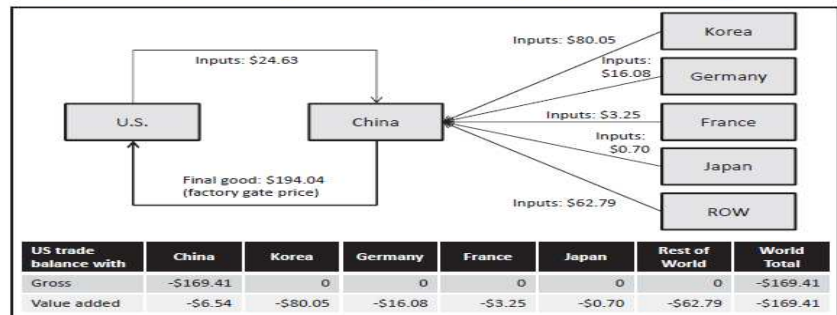 Inputs: $24.63
U.S.
China
Final good: $194.04
(factory gate price)
Inputs: $80.05
Korea
Inputs:
$16.08
Germany
Inputs: $3.25
France
Inputs:
$0.70
Japan
Inputs: $62.79
ROW
US trade balance with China Korea Germany France Japan Rest of World World Total
Gross -$169.41 0 0 0 0 0 -$169.41
Value added -$6.54 -$80.05 -$16.08 -$3.25 -$0.70 -$62.79 -$169.41